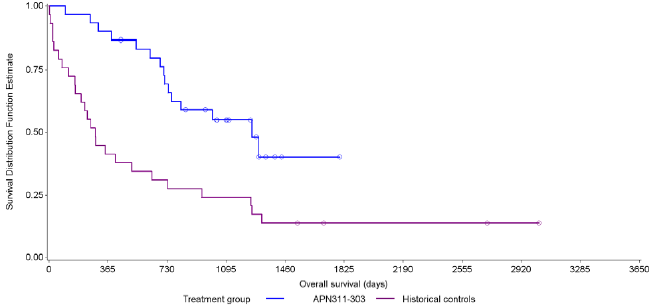 Survival Distribution Function Estimate
1.00
0.75
0.50
0.25
0.00
0 365 730 1095 1460 1825 2190 2555 2920 3285 3650
Overall survival (days)
Treatment group APN311-303 Historical controls